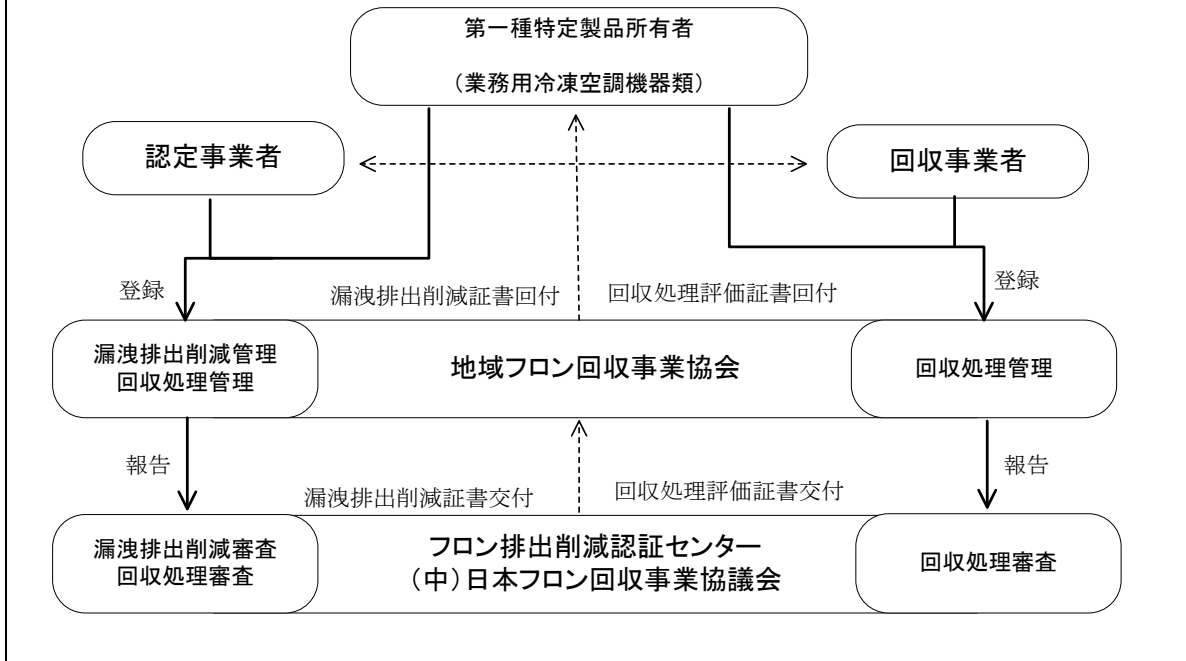 第一種特定製品所有者
（業務用冷凍空調機器類）
認定事業者
回収事業者
登録
漏洩排出削減証書回付
回収処理評価証書回付
登録
漏洩排出削減管理
回収処理管理
地域フロン回収事業協会
回収処理管理
報告
漏洩排出削減証書交付
回収処理評価証書交付
報告
漏洩排出削減審査
回収処理審査
フロン排出削減認証センター
（中）日本フロン回収事業協議会
回収処理審査